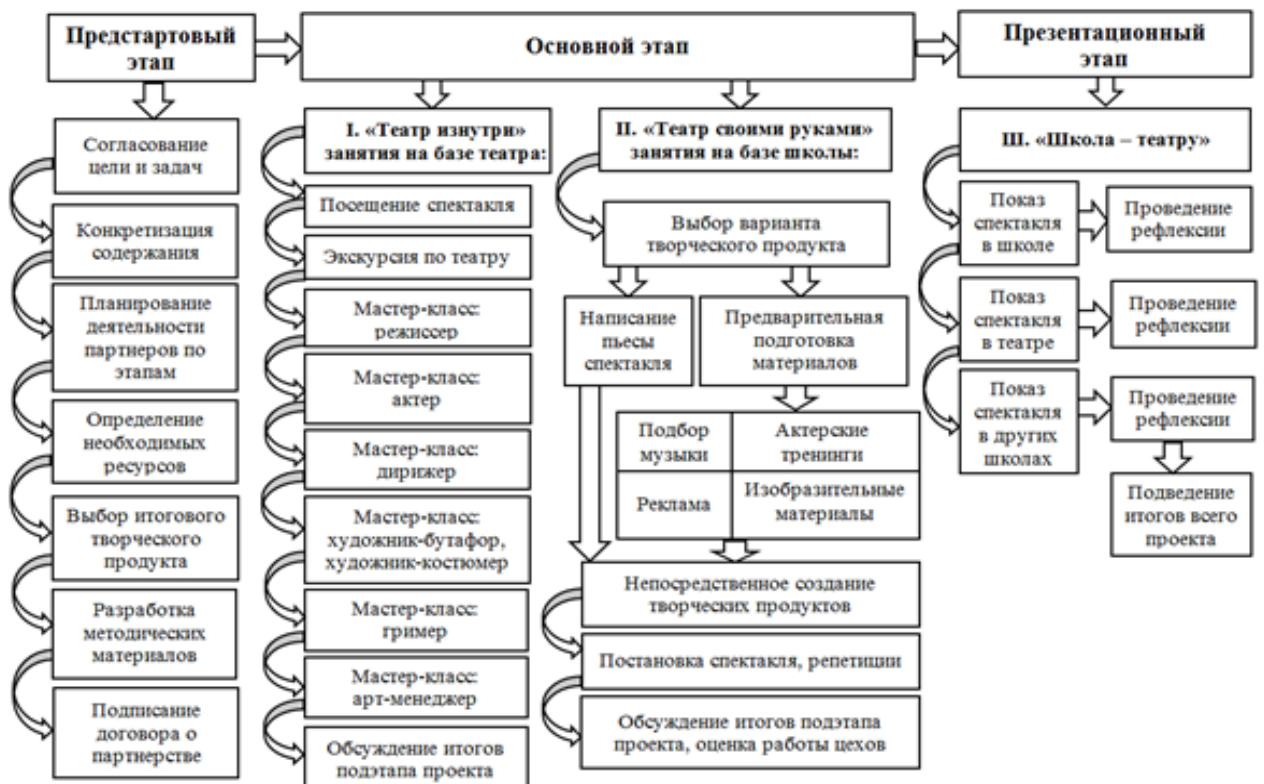 Предстартовый
этап
Основной этап
Презентационный
этап
Согласование
цели и задач
Конкретизация
содержания
Планирование
деятельности
партнеров по
этапам
Определение
необходимых
ресурсов
Выбор итогового
творческого
продукта
Разработка
методических
материалов
Подписание
договора о
партнерстве
I. «Театр изнутри»
занятия на базе театра:
Посещение спектакля
Экскурсия по театру
Мастер-класс:
режиссер
Мастер-класс:
актер
Мастер-класс:
дирижер
Мастер-класс:
художник-бутафор,
художник-костюмер
Мастер-класс:
гример
Мастер-класс:
арт-менеджер
Обсуждение итогов
подэтапа проекта
II. «Театр своими руками»
занятия на базе школы:
Выбор варианта
творческого продукта
Написание
пьесы
спектакля
Предварительная
подготовка
материалов
Подбор
музыки
Актерские
тренинги
Реклама
Изобразительные
материалы
Непосредственное создание
творческих продуктов
Постановка спектакля, репетиции
Обсуждение итогов подэтапа
проекта, оценка работы цехов
III. «Школа – театру»
Показ
спектакля
в школе
Проведение
рефлексии
Показ
спектакля
в театре
Проведение
рефлексии
Показ
спектакля
в других
школах
Проведение
рефлексии
Подведение
итогов всего
проекта